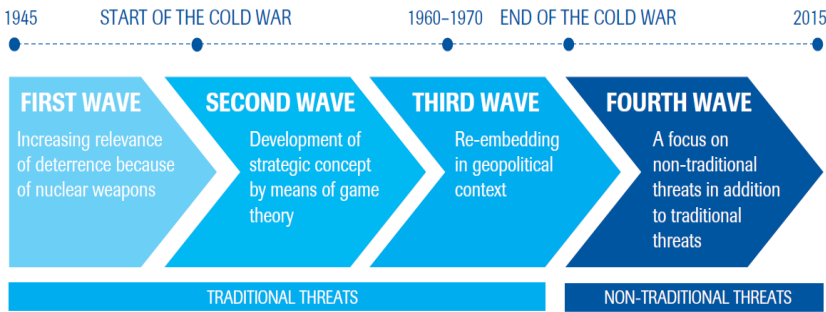 1945 START OF THE COLD WAR 1960–1970 END OF THE COLD WAR 2015
FIRST WAVE
Increasing relevance
of deterrence because
of nuclear weapons
SECOND WAVE
Development of
strategic concept
by means of game
theory
THIRD WAVE
Re-embedding
in geopolitical
context
FOURTH WAVE
A focus on
non-traditional
threats in addition
to traditional
threats
TRADITIONAL THREATS
NON-TRADITIONAL THREATS